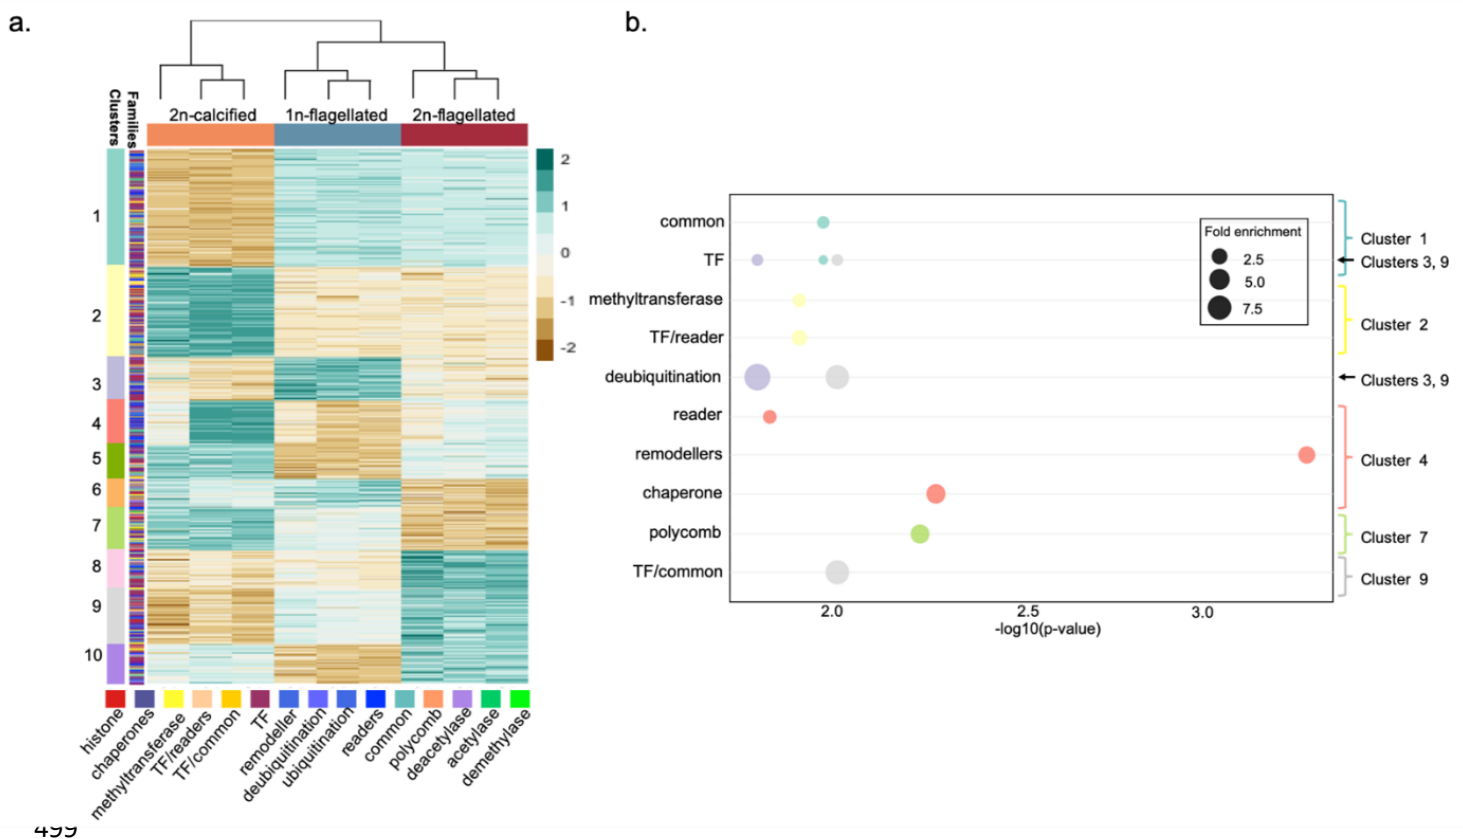 a.
2n-calcified 1n-flagellated 2n-flagellated
Clusters
Families
1
2
3
4
5
6
7
8
9
10
2
1
0
-1
-2
histone
chaperones
methyltransferase
TF/readers
TF/common
TF
remodeller
deubiquitination
ubiquitination
readers
common
polycomb
deacetylase
acetylase
demethylase
b.
common
TF
methyltransferase
TF/reader
deubiquitination
reader
remodellers
chaperone
polycomb
TF/common
Fold enrichment
2.5
5.0
7.5
Cluster 1
Clusters 3, 9
Cluster 2
Clusters 3, 9
Cluster 4
Cluster 7
Cluster 9
2.0 2.5 3.0
-log10(p-value)
499